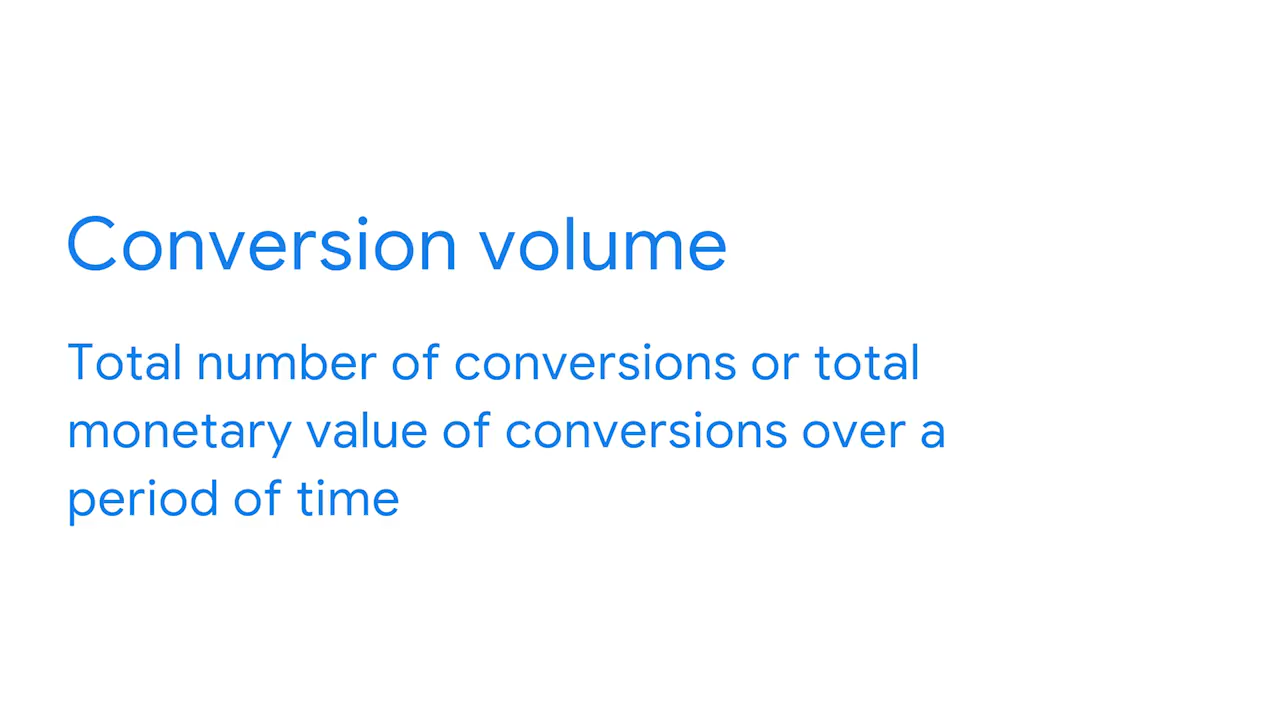 Conversion volume
Total number of conversions or total
monetary value of conversions over a
period of time